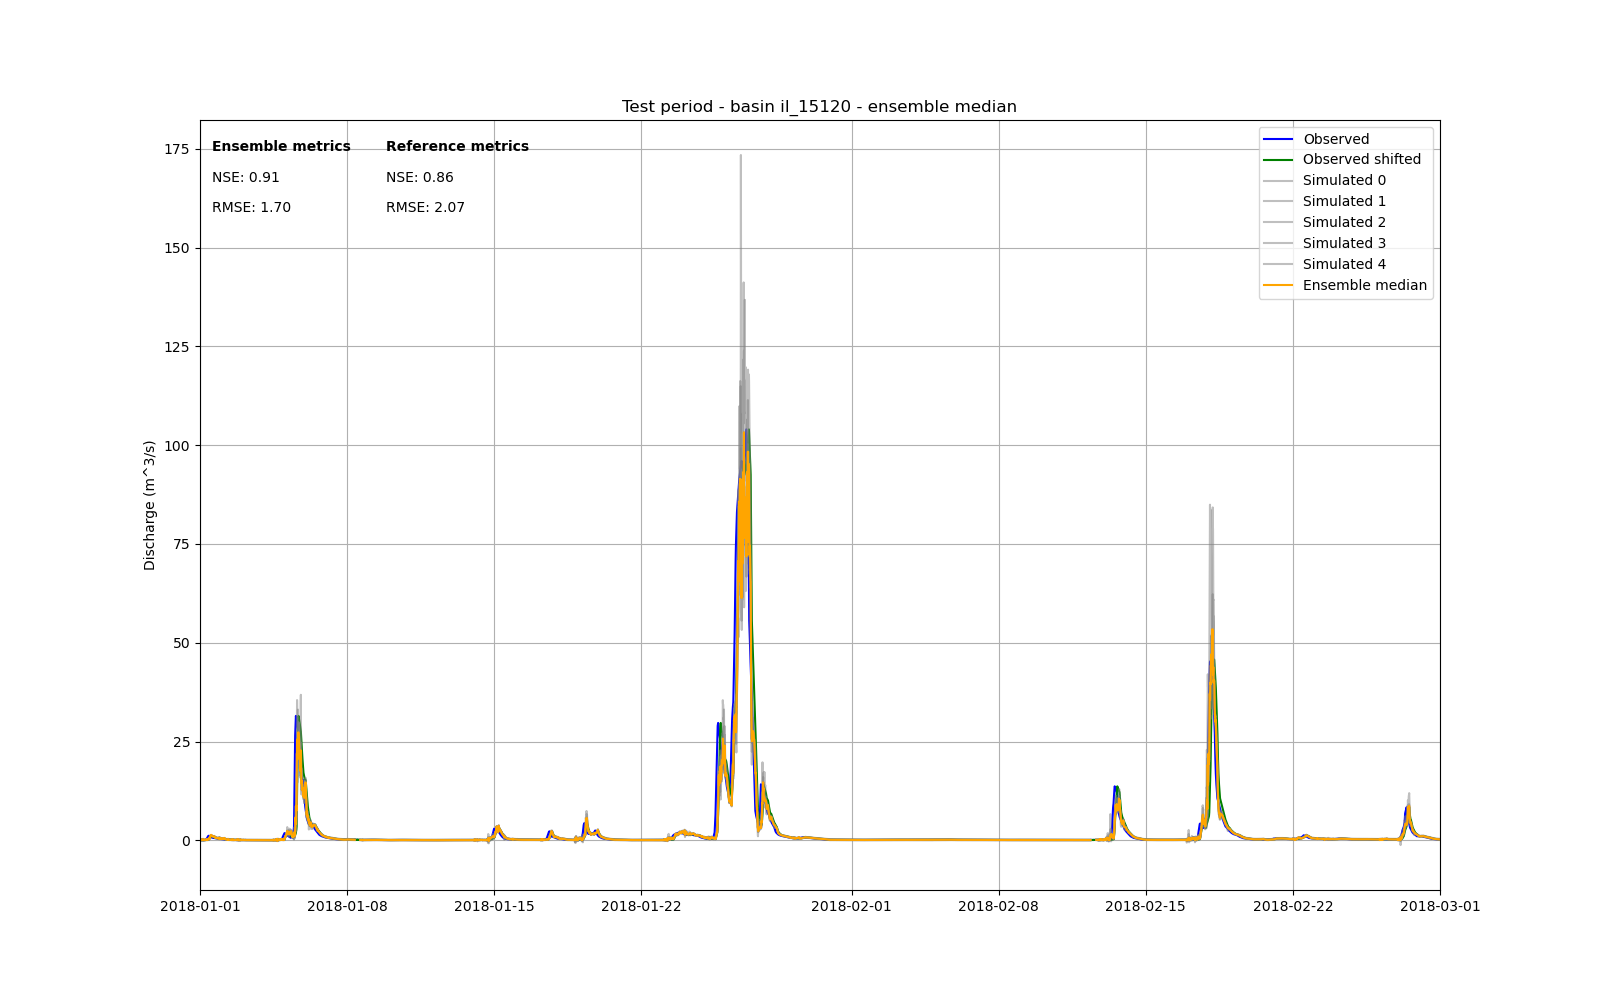 Test period - basin il_15120 - ensemble median
Ensemble metrics
Reference metrics
NSE: 0.91
NSE: 0.86
RMSE: 1.70
RMSE: 2.07
Observed
Observed shifted
Simulated 0
Simulated 1
Simulated 2
Simulated 3
Simulated 4
Ensemble median
175
150
125
100
75
50
25
0
Discharge (m^3/s)
2018-01-01
2018-01-08
2018-01-15
2018-01-22
2018-02-01
2018-02-08
2018-02-15
2018-02-22
2018-03-01